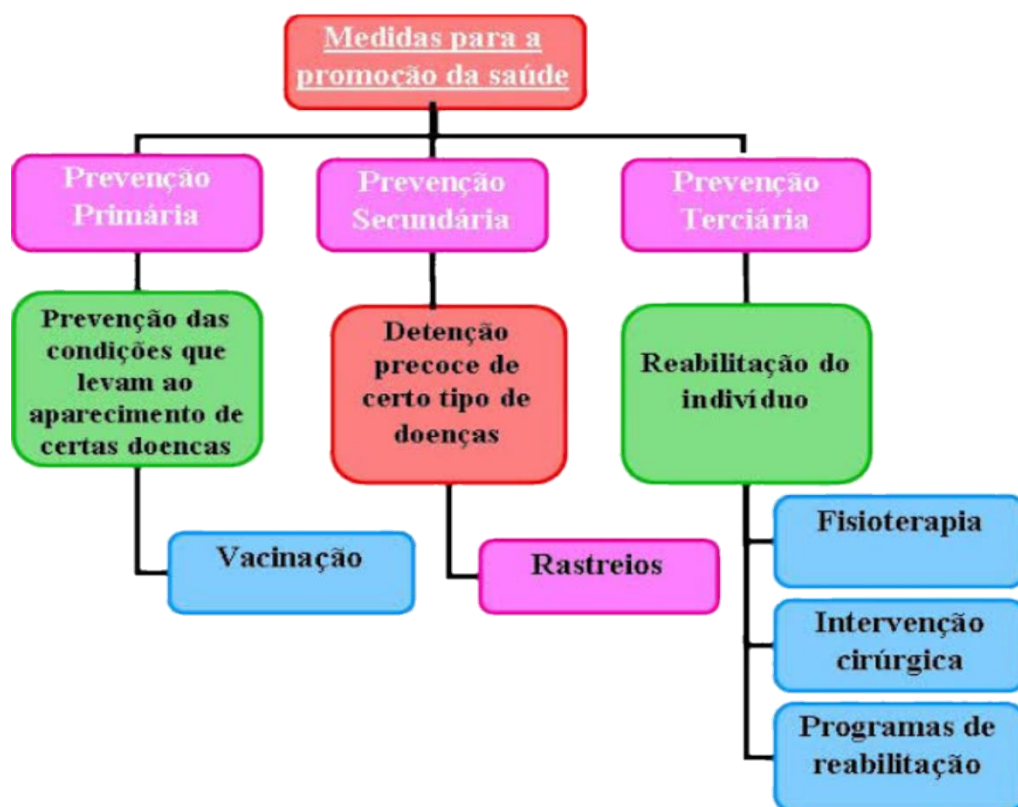 Medidas para a
promoção da saúde
Prevenção
Primária
Prevenção
Secundária
Prevenção
Terciária
Prevenção das
condições que
levam ao
aparecimento de
certas doencas
Detenção
precoce de
certo tipo de
doenças
Reabilitação do
indivíduo
Vacinação
Rastreios
Fisioterapia
Intervenção
cirúrgica
Programas de
reabilitação